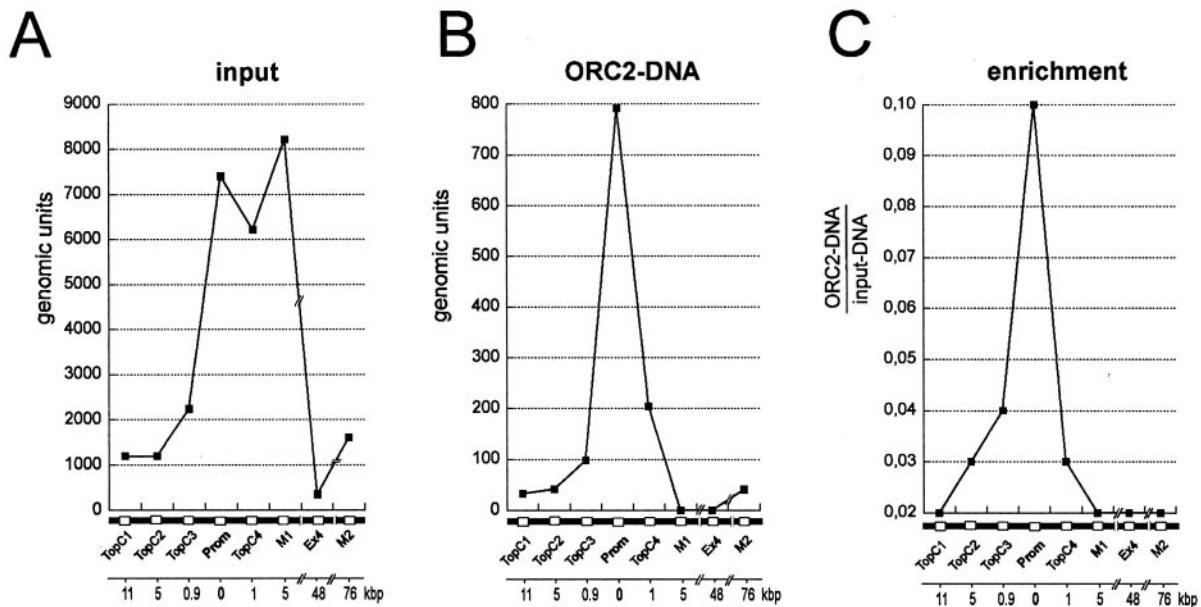 A
input
genomic units
9000
8000
7000
6000
5000
4000
3000
2000
1000
0
TopC1 TopC2 TopC3 Prom TopC4 M1 Ex4 M2
11 5 0.9 0 1 5 48 76 kbp
B
ORC2-DNA
genomic units
800
700
600
500
400
300
200
100
0
TopC1 TopC2 TopC3 Prom TopC4 M1 Ex4 M2
11 5 0.9 0 1 5 48 76 kbp
C
enrichment
ORC2-DNA
input-DNA
0,10
0,09
0,08
0,07
0,06
0,05
0,04
0,03
0,02
TopC1 TopC2 TopC3 Prom TopC4 M1 Ex4 M2
11 5 0.9 0 1 5 48 76 kbp